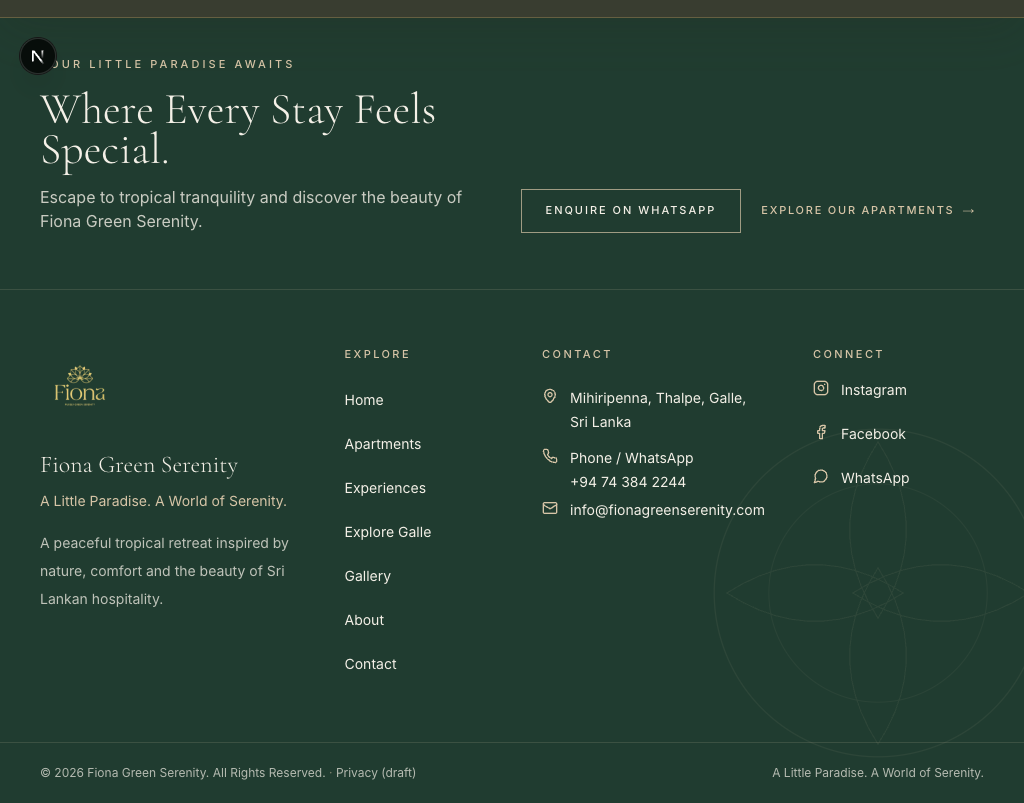 N
OUR LITTLE PARADISE AWAITS
Where Every Stay Feels
Special.
Escape to tropical tranquility and discover the beauty of
Fiona Green Serenity.
ENQUIRE ON WHATSAPP
EXPLORE OUR APARTMENTS →
Fiona
Fiona Green Serenity
A Little Paradise. A World of Serenity.
A peaceful tropical retreat inspired by
nature, comfort and the beauty of Sri
Lankan hospitality.
EXPLORE
Home
Apartments
Experiences
Explore Galle
Gallery
About
Contact
CONTACT
Mihiripenna, Thalpe, Galle,
Sri Lanka
Phone / WhatsApp
+94 74 384 2244
info@fionagreenserenity.com
CONNECT
Instagram
Facebook
WhatsApp
© 2026 Fiona Green Serenity. All Rights Reserved. · Privacy (draft)
A Little Paradise. A World of Serenity.